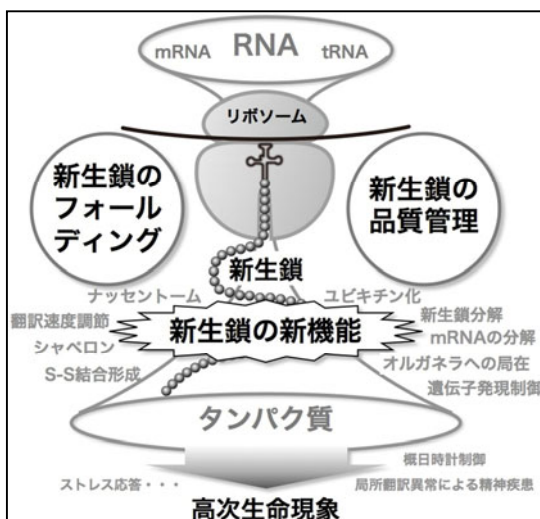 RNA
mRNA
tRNA
リボソーム
新生鎖の
フォール
ディング
新生鎖の
品質管理
新生鎖
ナッセントーム
ユビキチン化
翻訳速度調節
新生鎖の新機能
新生鎖分解
mRNAの分解
シャペロン
オルガネラへの局在
S-S結合形成
遺伝子発現制御
タンパク質
概日時計制御
ストレス応答・・・
局所翻訳異常による精神疾患
高次生命現象